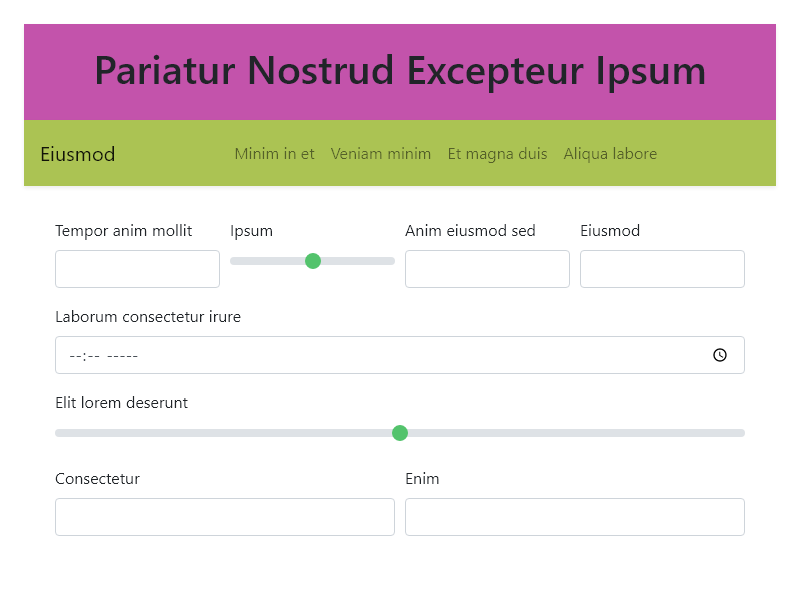 Pariatur Nostrud Excepteur Ipsum
Eiusmod Minim in et Veniam minim Et magna duis Aliqua labore
Tempor anim mollit Ipsum Anim eiusmod sed Eiusmod
Laborum consectetur irure
--:-- -----
Elit lorem deserunt
Consectetur Enim